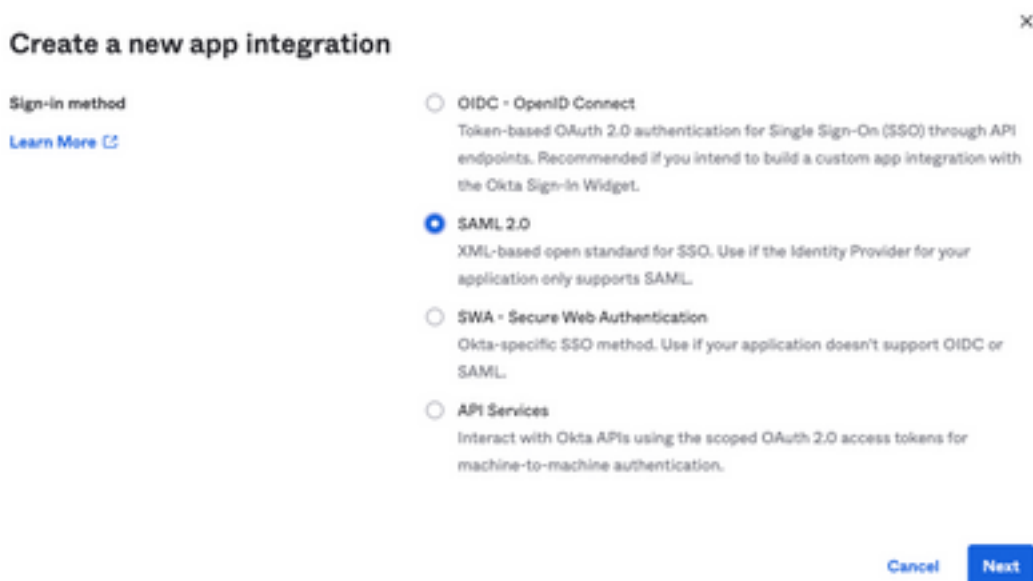 Create a new app integration
Sign-in method
Learn More
OIDC - OpenID Connect
Token-based OAuth 2.0 authentication for Single Sign-On (SSO) through API
endpoints. Recommended if you intend to build a custom app integration with
the Okta Sign-In Widget.
SAML 2.0
XML-based open standard for SSO. Use if the Identity Provider for your
application only supports SAML.
SWA - Secure Web Authentication
Okta-specific SSO method. Use if your application doesn't support OIDC or
SAML.
API Services
Interact with Okta APIs using the scoped OAuth 2.0 access tokens for
machine-to-machine authentication.
Cancel
Next